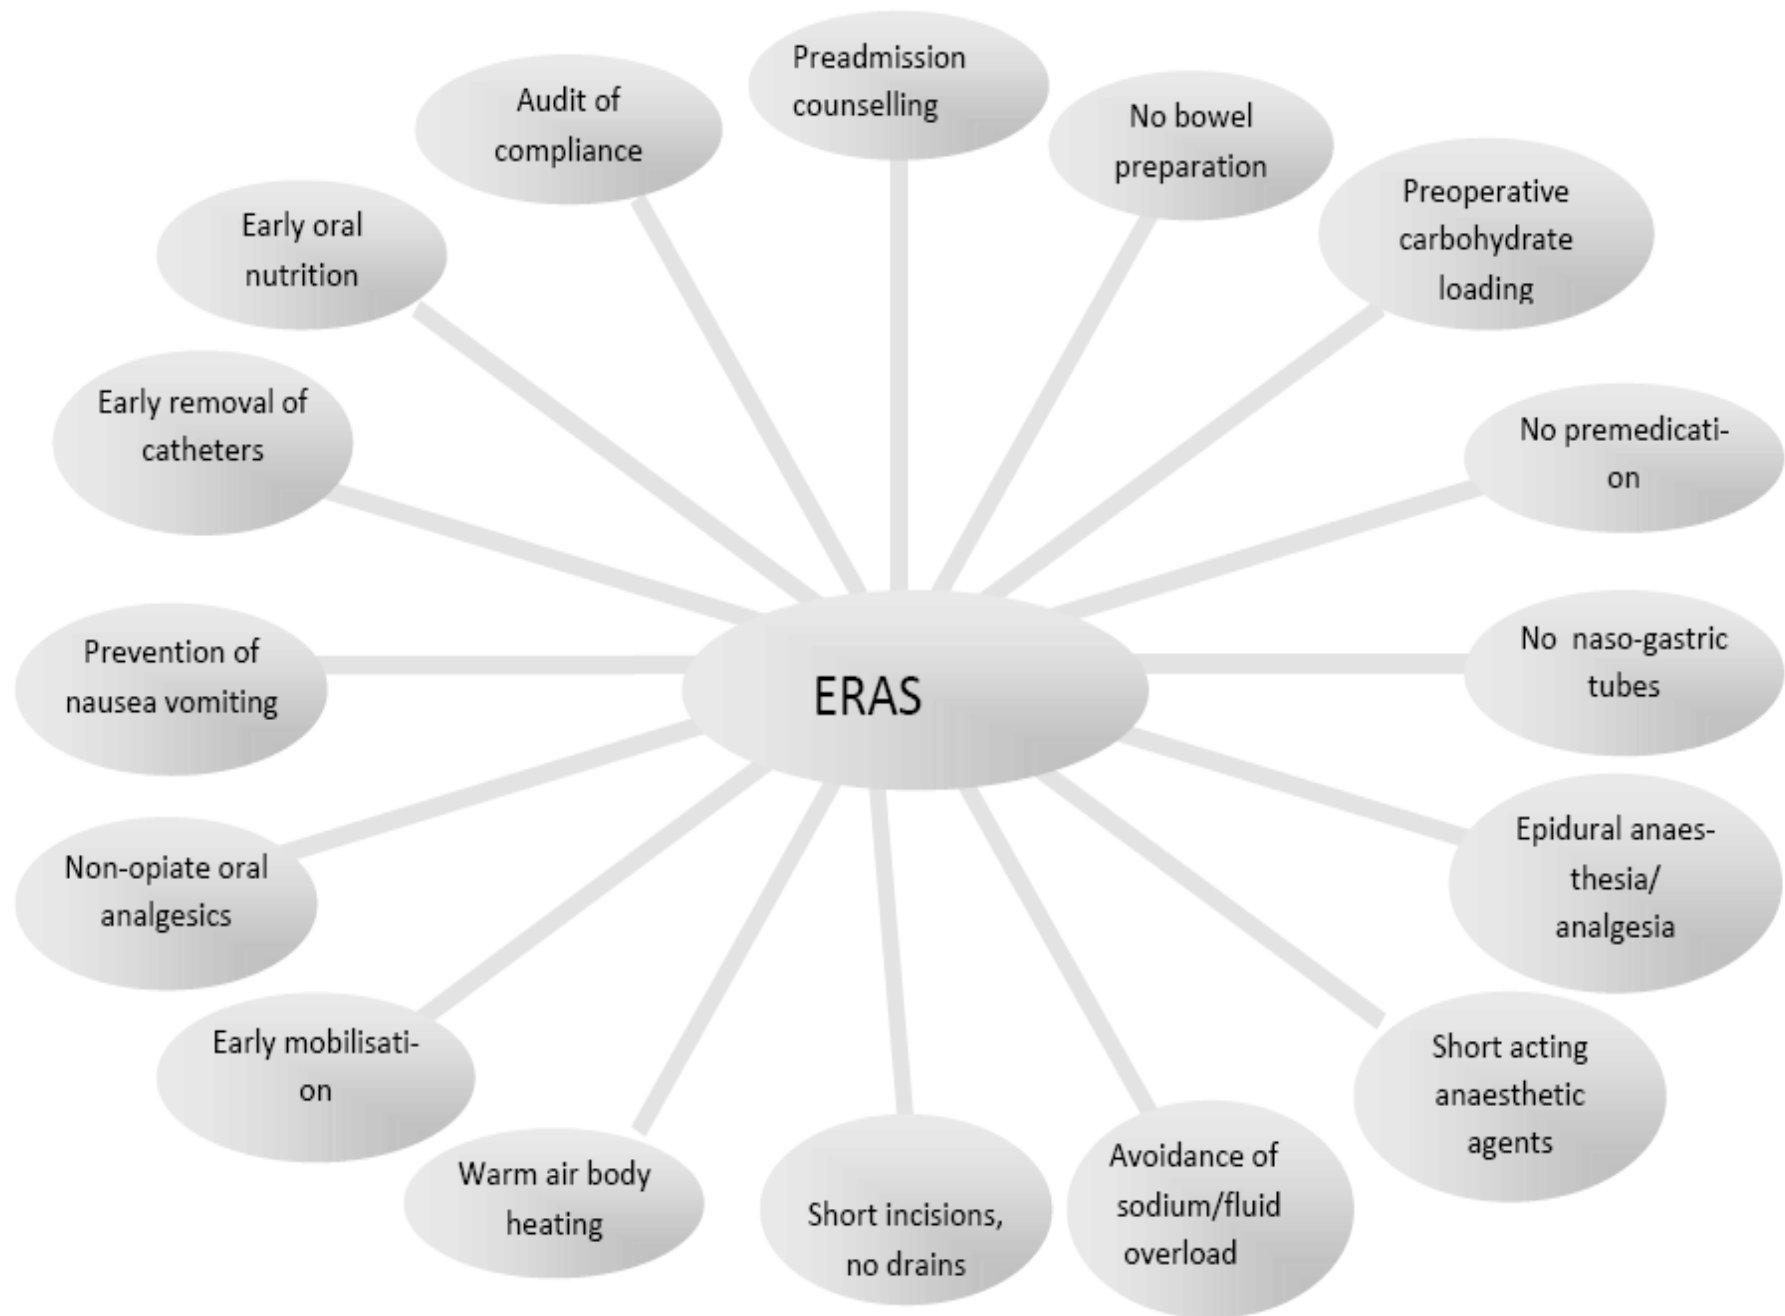 Preadmission
counselling
No bowel
preparation
Preoperative
carbohydrate
loading
No premedicati-
on
No naso-gastric
tubes
Epidural anaes-
thesia/
analgesia
Short acting
anaesthetic
agents
Avoidance of
sodium/fluid
overload
Short incisions,
no drains
Warm air body
heating
Early mobilisati-
on
Non-opiate oral
analgesics
Prevention of
nausea vomiting
Early removal of
catheters
Early oral
nutrition
Audit of
compliance
ERAS